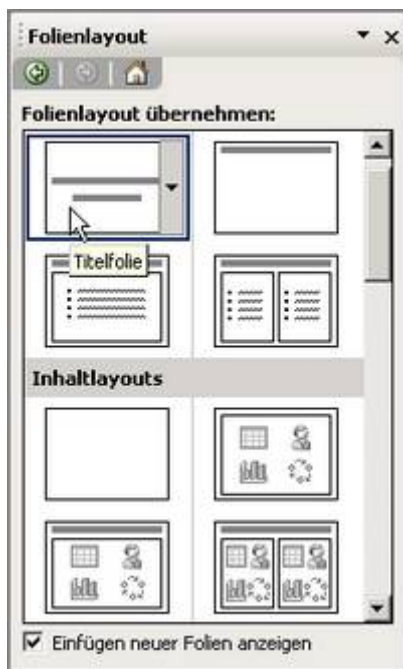 Folienlayout
Folienlayout übernehmen:
Titelfolie
Inhaltlayouts
Einfügen neuer Folien anzeigen